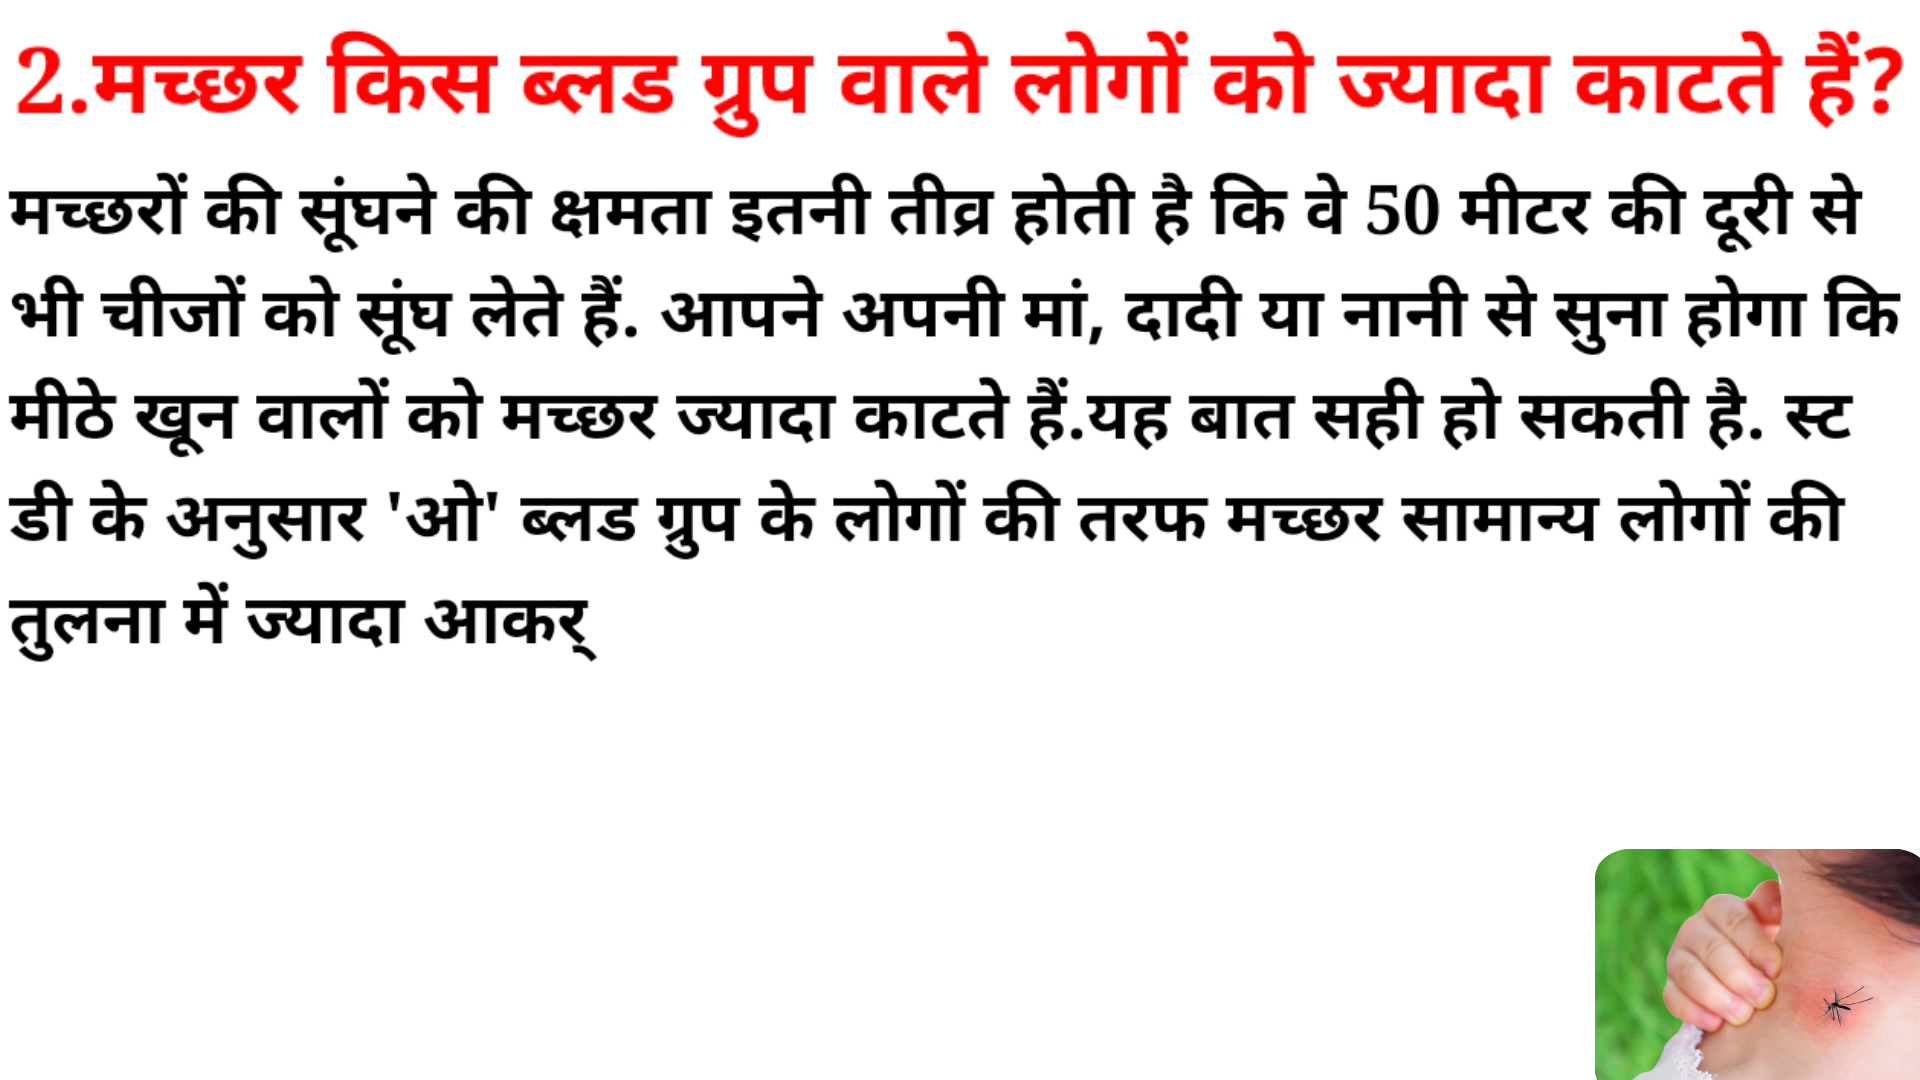 2.मच्छर किस ब्लड ग्रुप वाले लोगों को ज्यादा काटते हैं?
मच्छरों की सूंघने की क्षमता इतनी तीव्र होती है कि वे 50 मीटर की दूरी से
भी चीजों को सूंघ लेते हैं. आपने अपनी मां, दादी या नानी से सुना होगा कि
मीठे खून वालों को मच्छर ज्यादा काटते हैं.यह बात सही हो सकती है. स्ट
डी के अनुसार 'ओ' ब्लड ग्रुप के लोगों की तरफ मच्छर सामान्य लोगों की
तुलना में ज्यादा आकर्